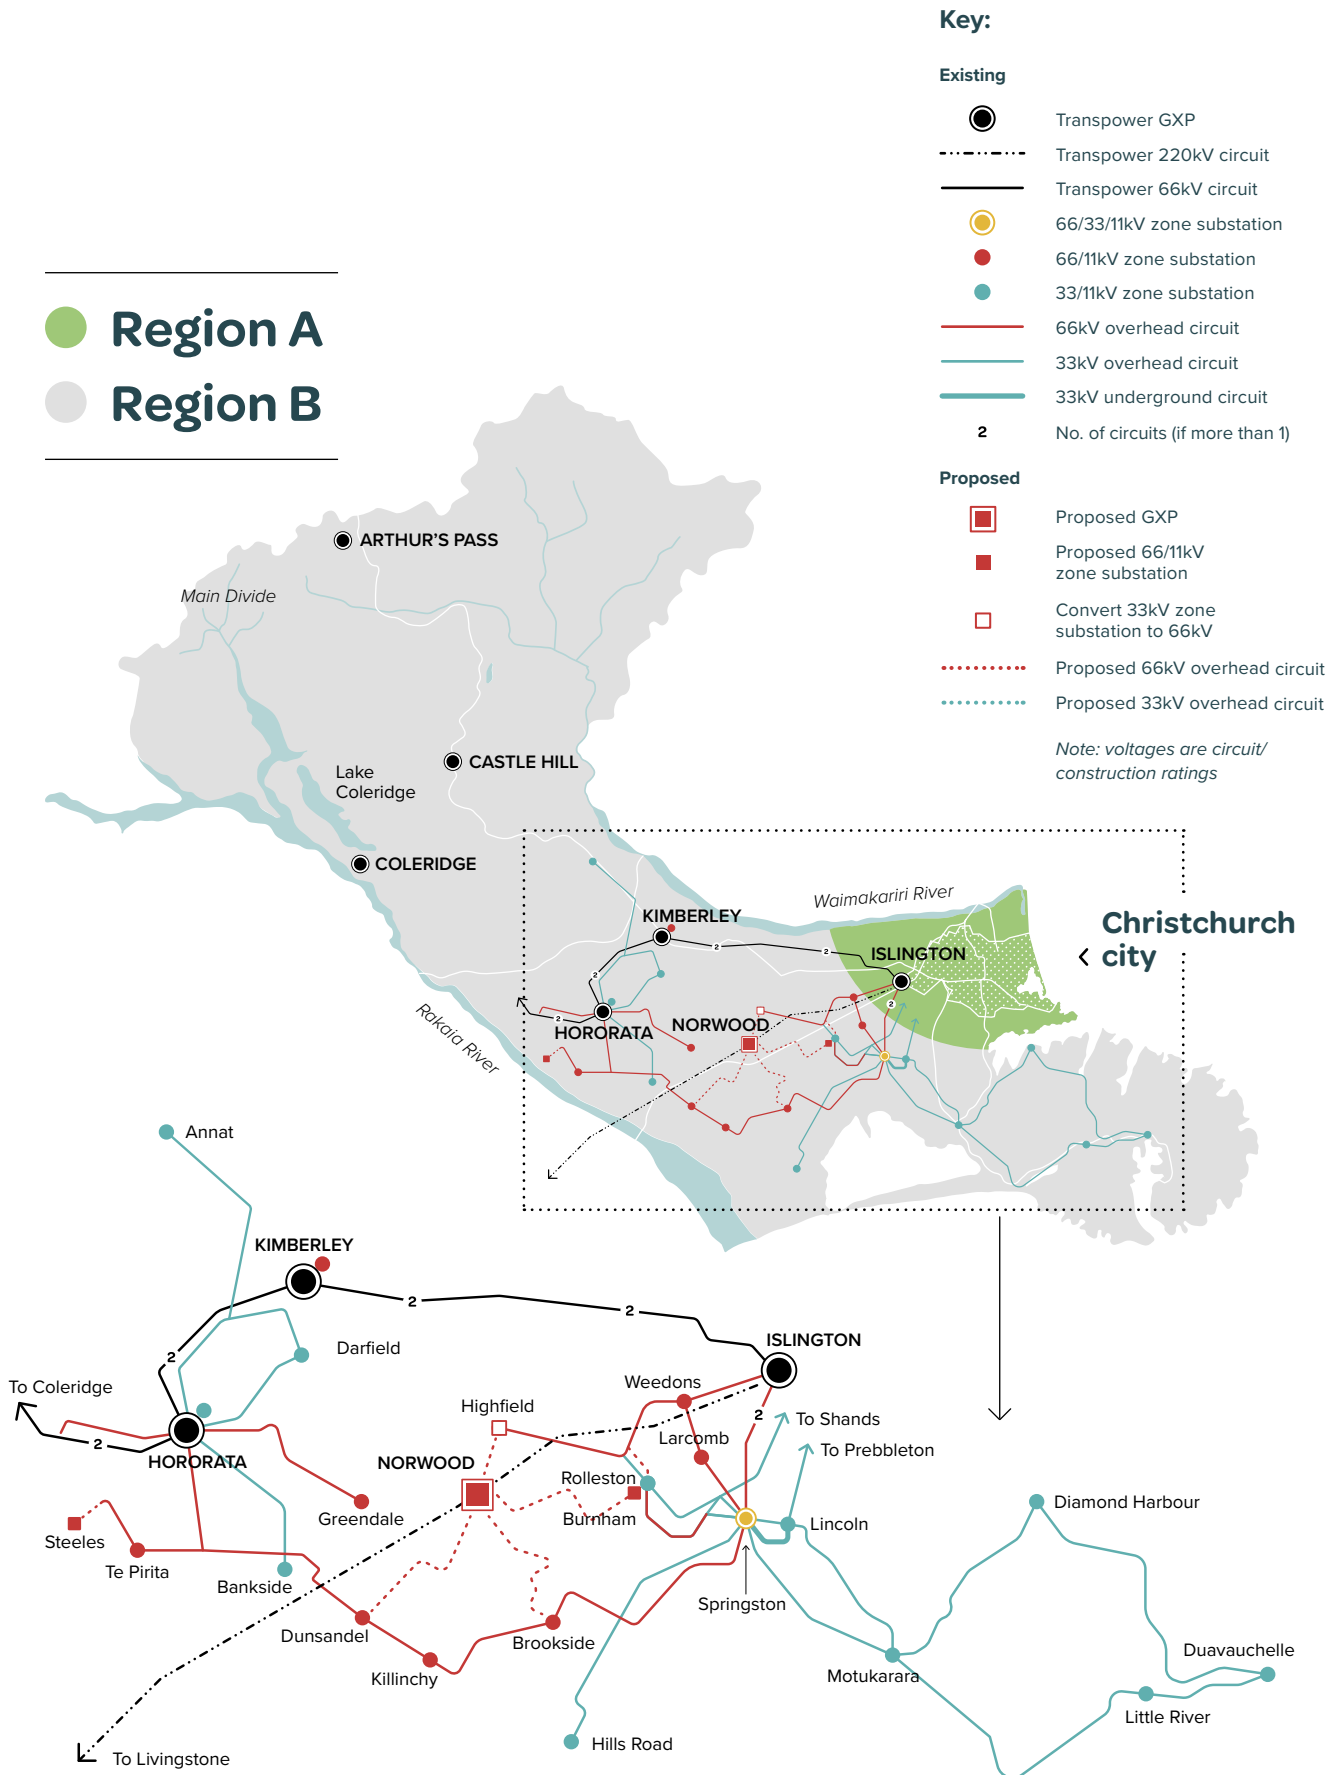 Key:
Existing
Transpower GXP
Transpower 220kV circuit
Transpower 66kV circuit
66/33/11kV zone substation
66/11kV zone substation
33/11kV zone substation
66kV overhead circuit
33kV overhead circuit
33kV underground circuit
2 No. of circuits (if more than 1)
Proposed
Proposed GXP
Proposed 66/11kV
zone substation
Convert 33kV zone
substation to 66kV
Proposed 66kV overhead circuit
Proposed 33kV overhead circuit
Note: voltages are circuit/
construction ratings
Region A
Region B
ARTHUR'S PASS
Main Divide
CASTLE HILL
Lake
Coleridge
COLERIDGE
Waimakariri River
KIMBERLEY
Christchurch
city
2
2
ISLINGTON
2
2
2
HORORATA
NORWOOD
Rakaia River
Annat
KIMBERLEY
2
2
ISLINGTON
Darfield
2
To Coleridge
Weedons
Highfield
2
To Shands
2
Larcomb
To Prebbleton
HORORATA
NORWOOD
Rolleston
Diamond Harbour
Greendale
Burnham
Lincoln
Steeles
Te Pirita
Bankside
Springston
Dunsandel
Brookside
Duavauchelle
Killinchy
Motukarara
Little River
Hills Road
To Livingstone